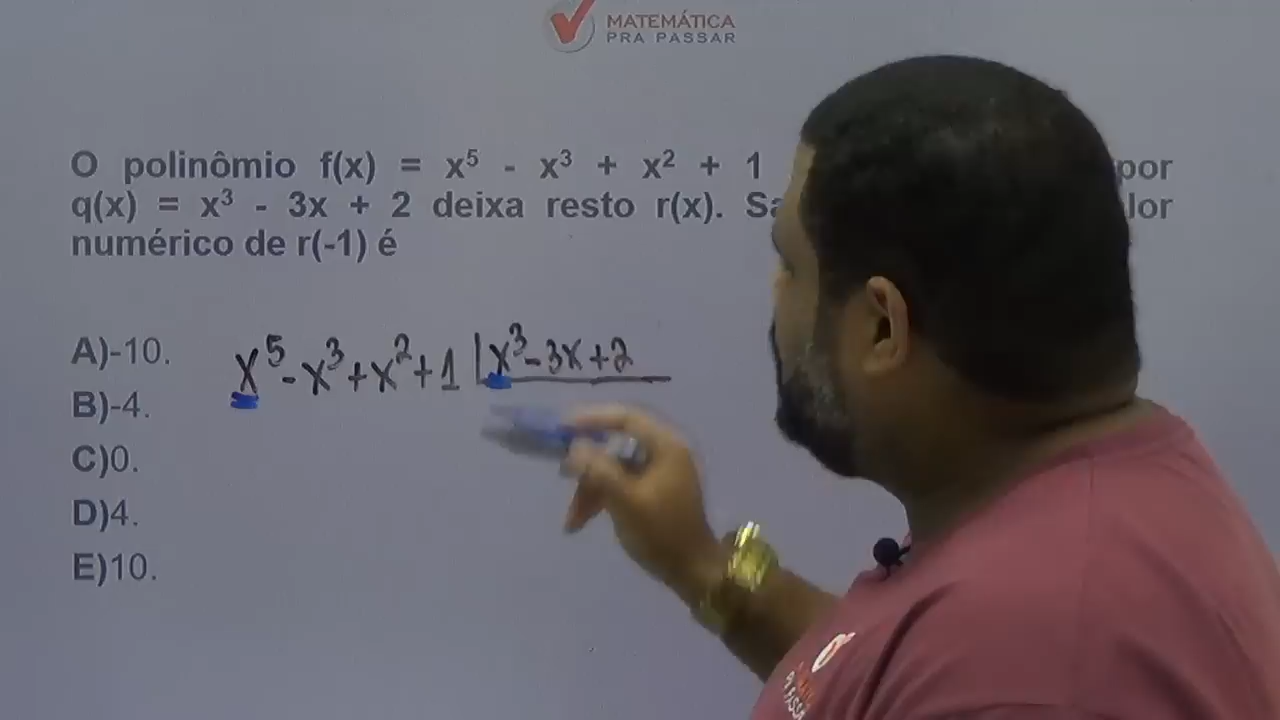 MATEMÁTICA
PRA PASSAR
O polinômio f(x) = x⁵ - x³ + x² + 1 por
q(x) = x³ - 3x + 2 deixa resto r(x).
numérico de r(-1) é
A)-10.
B)-4.
C)0.
D)4.
E)10.
x⁵-x³+x²+1 x³-3x+2